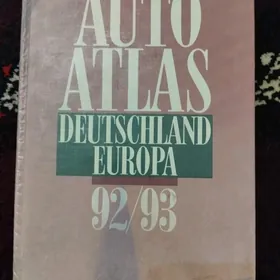 AUTO
ATLAS
DEUTSCHLAND
EUROPA
92/93